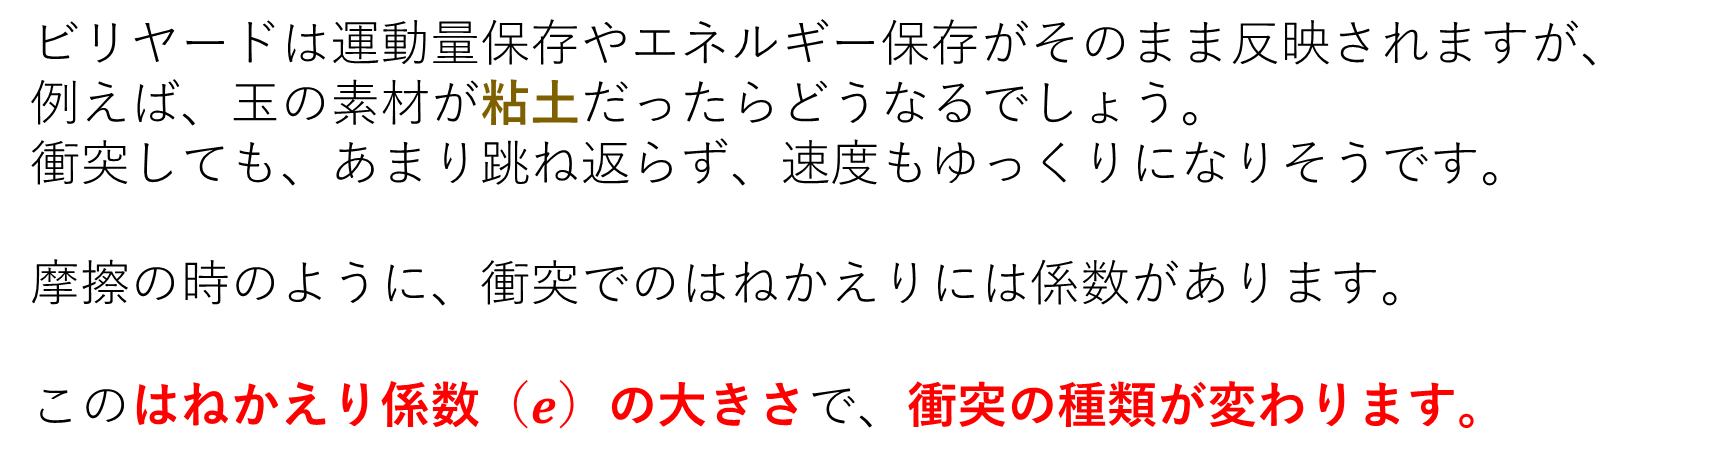 ビリヤードは運動量保存やエネルギー保存がそのまま反映されますが、
例えば、玉の素材が粘土だったらどうなるでしょう。
衝突しても、あまり跳ね返らず、速度もゆっくりになりそうです。
摩擦の時のように、衝突でのはねかえりには係数があります。
このはねかえり係数（e）の大きさで、衝突の種類が変わります。